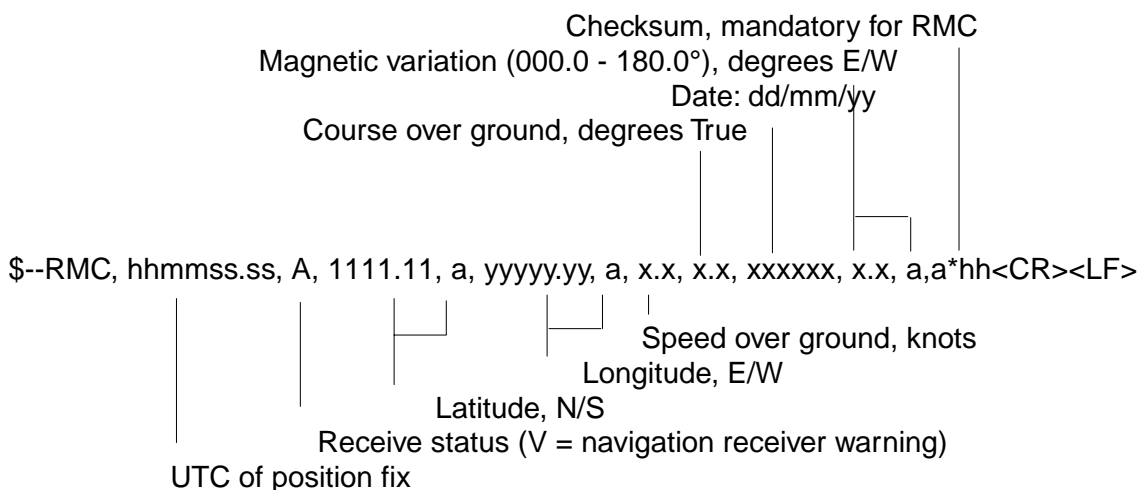 Checksum, mandatory for RMC
Magnetic variation (000.0 - 180.0°), degrees E/W
Date: dd/mm/yy
Course over ground, degrees True
$--RMC, hhmmss.ss, A, 1111.11, a, yyyyy.yy, a, x.x, x.x, xxxxxx, x.x, a,a*hh<CR><LF>
Speed over ground, knots
Longitude, E/W
Latitude, N/S
Receive status (V = navigation receiver warning)
UTC of position fix